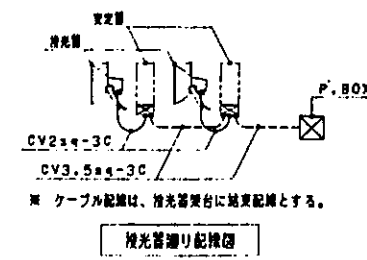 安定器
投光器
P.BOX
CV2sq-3C
CV3.5sq-3C
※ ケーブル配線は、投光器架台に結束配線とする。
投光器廻り配線図